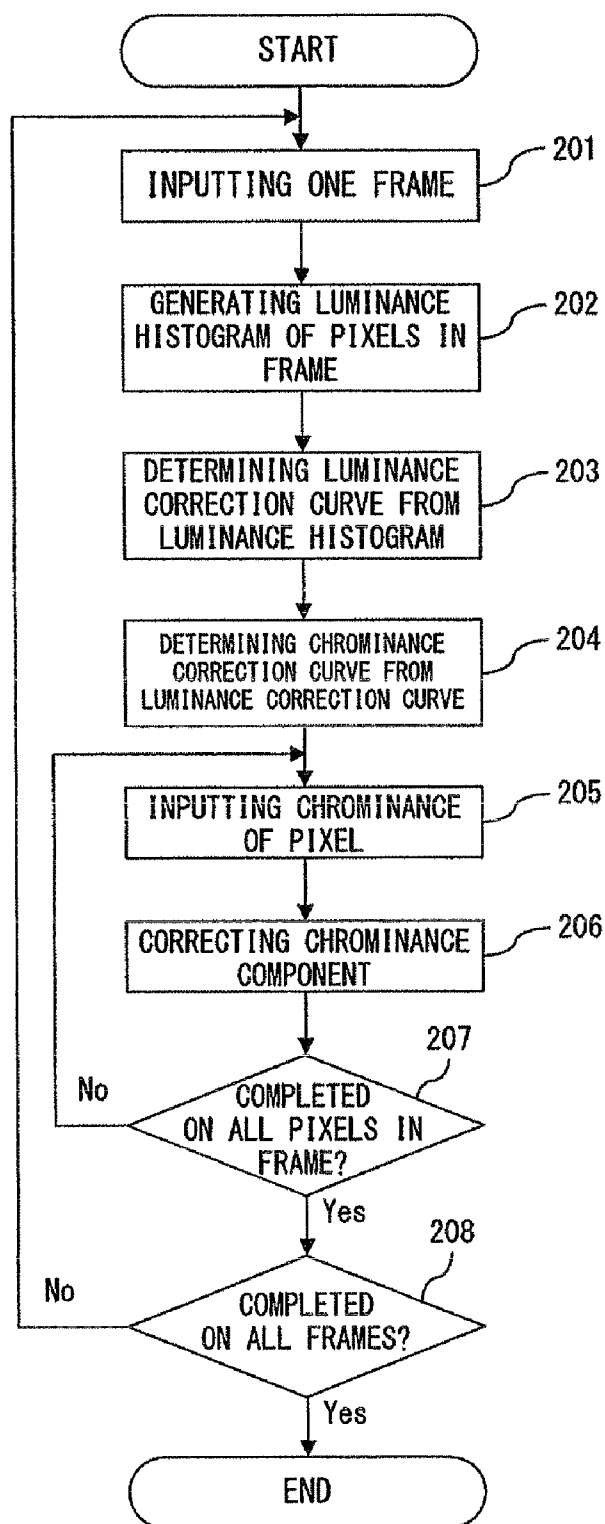 START
INPUTTING ONE FRAME
201
GENERATING LUMINANCE
HISTOGRAM OF PIXELS IN
FRAME
202
DETERMINING LUMINANCE
CORRECTION CURVE FROM
LUMINANCE HISTOGRAM
203
DETERMINING CHROMINANCE
CORRECTION CURVE FROM
LUMINANCE CORRECTION CURVE
204
INPUTTING CHROMINANCE
OF PIXEL
205
CORRECTING CHROMINANCE
COMPONENT
206
207
No
COMPLETED
ON ALL PIXELS IN
FRAME?
Yes
208
No
COMPLETED
ON ALL FRAMES?
Yes
END